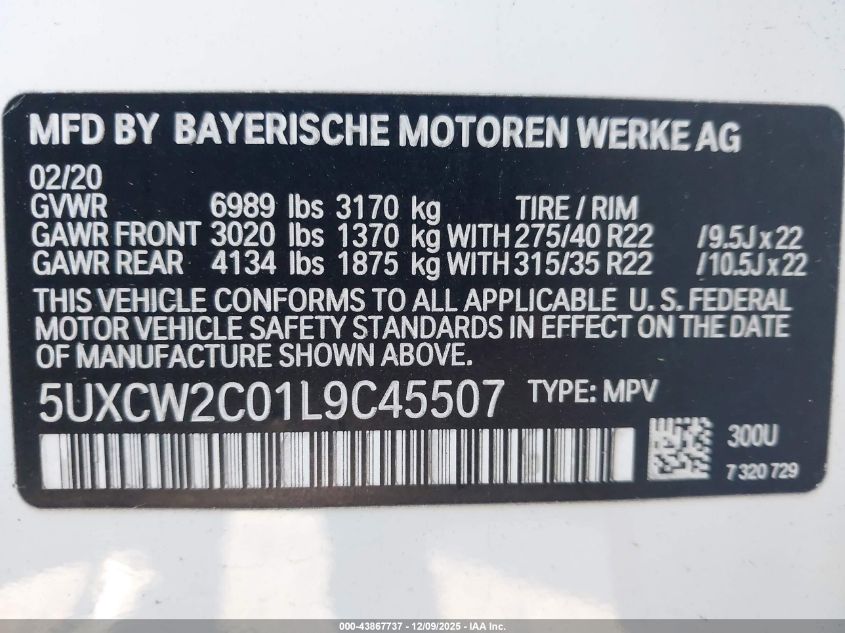 MFD BY BAYERISCHE MOTOREN WERKE AG
02/20
GVWR 6989 lbs 3170 kg TIRE / RIM
GAWR FRONT 3020 lbs 1370 kg WITH 275/40 R22 /9.5J x 22
GAWR REAR 4134 lbs 1875 kg WITH 315/35 R22 /10.5J x 22
THIS VEHICLE CONFORMS TO ALL APPLICABLE U. S. FEDERAL
MOTOR VEHICLE SAFETY STANDARDS IN EFFECT ON THE DATE
OF MANUFACTURE SHOWN ABOVE.
5UXCW2C01L9C45507 TYPE: MPV
300U
7 320 729
000-43867737 - 12/09/2025 - IAA Inc.